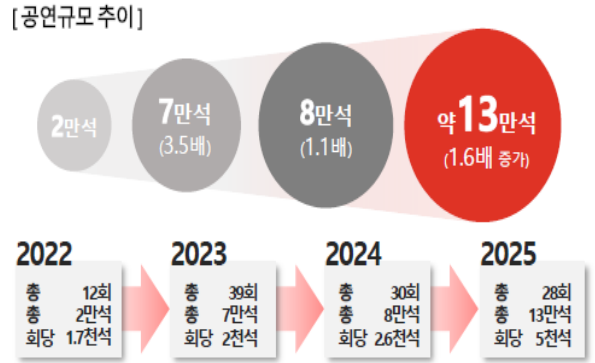 [ 공연규모 추이 ]
2만석
7만석
(3.5배)
8만석
(1.1배)
약 13만석
(1.6배 증가)
2022
총 12회
총 2만석
회당 1.7천석
2023
총 39회
총 7만석
회당 2천석
2024
총 30회
총 8만석
회당 2.6천석
2025
총 28회
총 13만석
회당 5천석